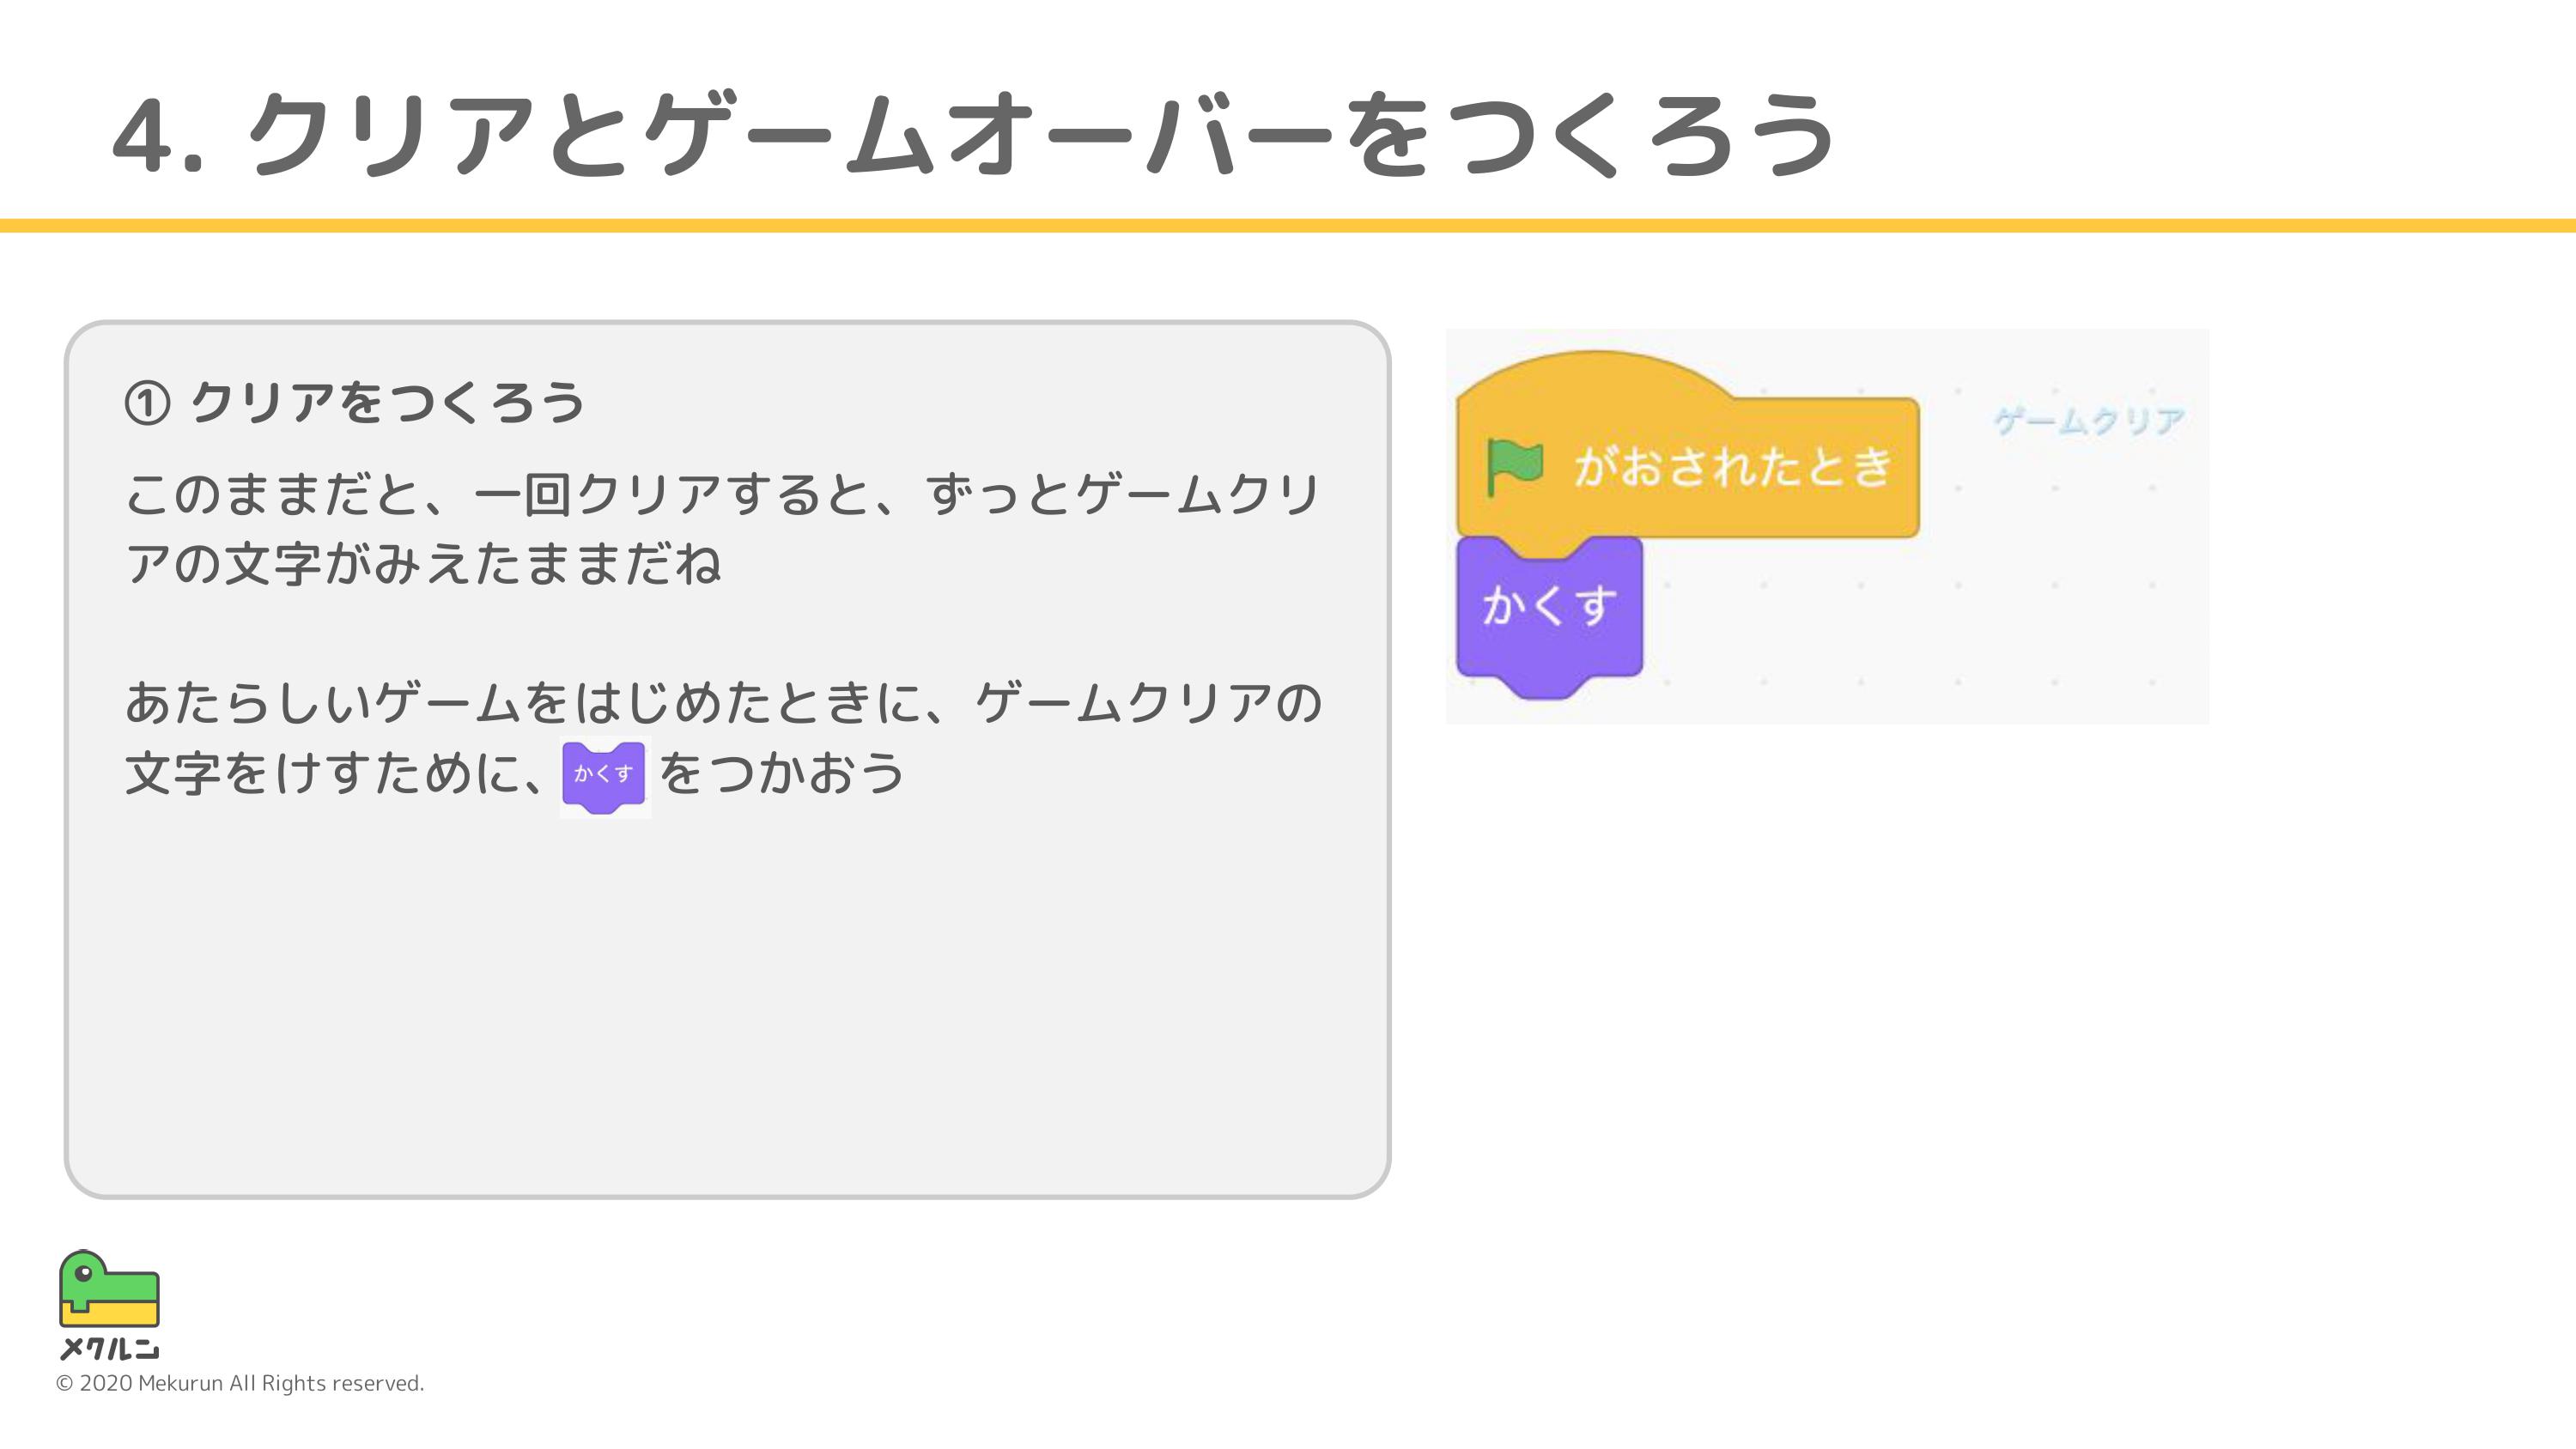 4. クリアとゲームオーバーをつくろう
① クリアをつくろう
このままだと、一回クリアすると、ずっとゲームクリ
アの文字がみえたままだね
あたらしいゲームをはじめたときに、ゲームクリアの
文字をけすために、かくす をつかおう
がおされたとき
かくす
ゲームクリア
メクルン
© 2020 Mekurun All Rights reserved.